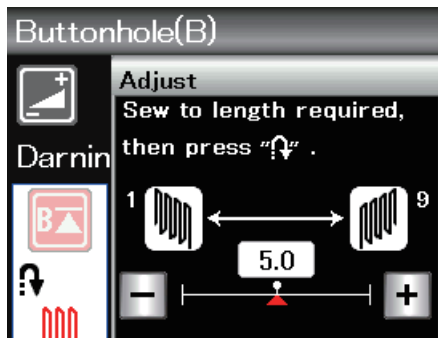 Buttonhole(B)
Adjust
Sew to length required,
then press "↷" .
Darnin
B
1
9
5.0
−
+